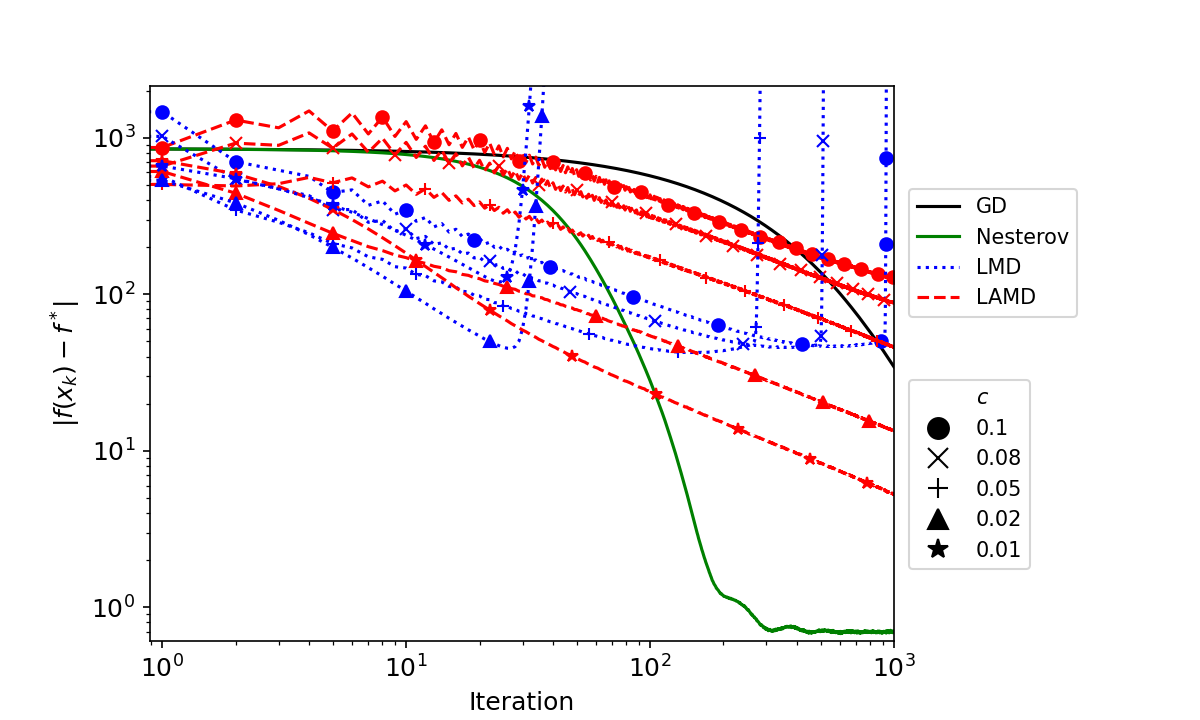 10³
10²
10¹
10⁰
|f(xₖ) − f*|
10⁰
10¹
10²
10³
Iteration
GD
Nesterov
LMD
LAMD
c
0.1
0.08
0.05
0.02
0.01